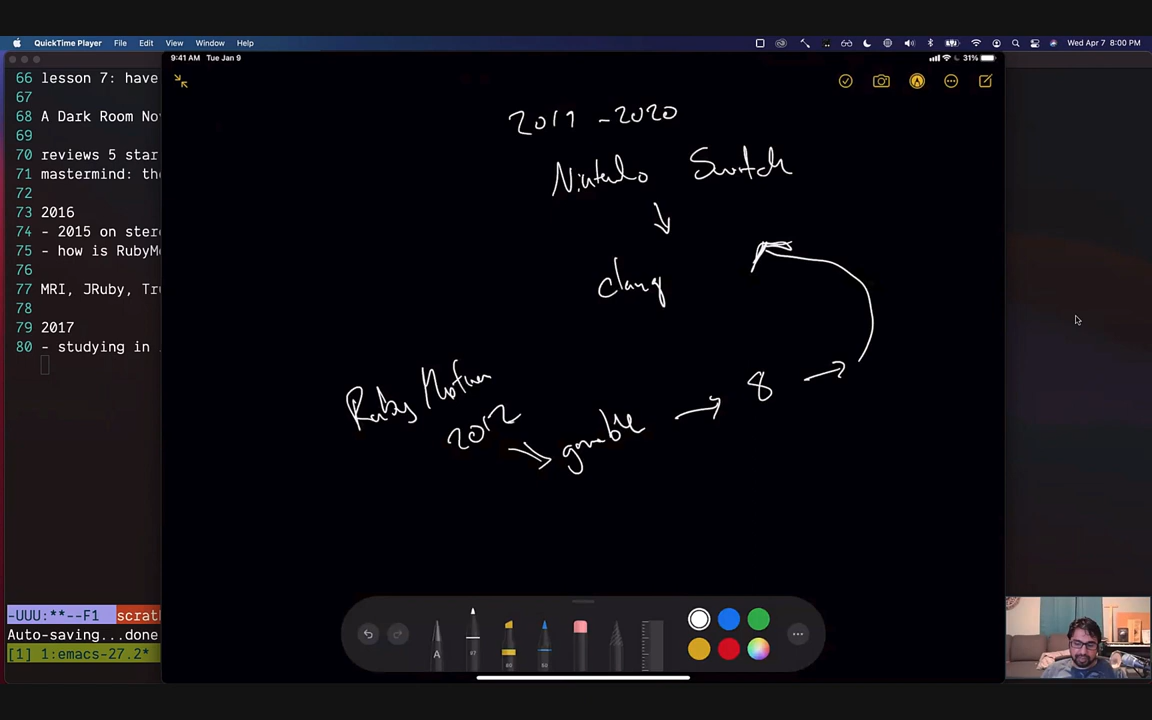 QuickTime Player File Edit View Window Help
Wed Apr 7 8:00 PM
9:41 AM Tue Jan 9
31%
66 lesson 7: have
67
68 A Dark Room No
69
70 reviews 5 star
71 mastermind: the
72
73 2016
74 - 2015 on ster
75 - how is RubyM
76
77 MRI, JRuby, Tr
78
79 2017
80 - studying in
2019 - 2020
Nintendo Switch
clang
Ruby Motion
2012
gamble
8
-UUU:**--F1 scrat
Auto-saving...done
[1] 1:emacs-27.2*
A